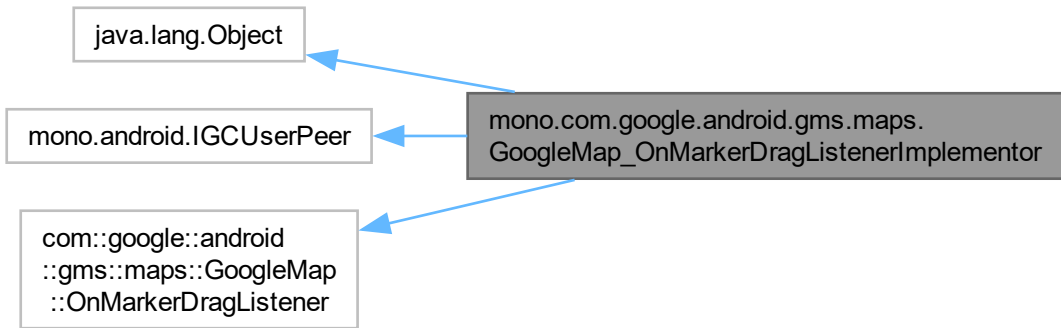 java.lang.Object
mono.android.IGCUserPeer
com::google::android
::gms::maps::GoogleMap
::OnMarkerDragListener
mono.com.google.android.gms.maps.
GoogleMap_OnMarkerDragListenerImplementor